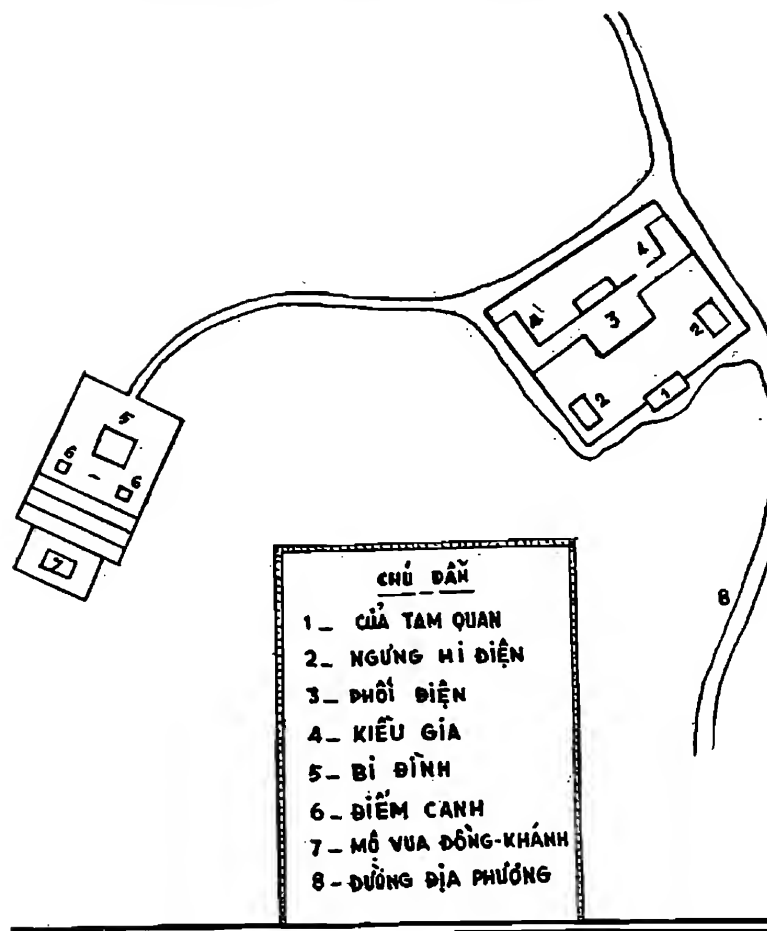 4
4
3
2
1
2
5
6
6
7
8
CHÚ DẪN
1_ CỬA TAM QUAN
2_ NGƯNG HI ĐIỆN
3_ PHỐI ĐIỆN
4_ KIỀU GIA
5_ BI ĐÌNH
6_ ĐIẾM CANH
7_ MỘ VUA ĐỒNG-KHÁNH
8-ĐƯỜNG ĐỊA PHƯƠNG